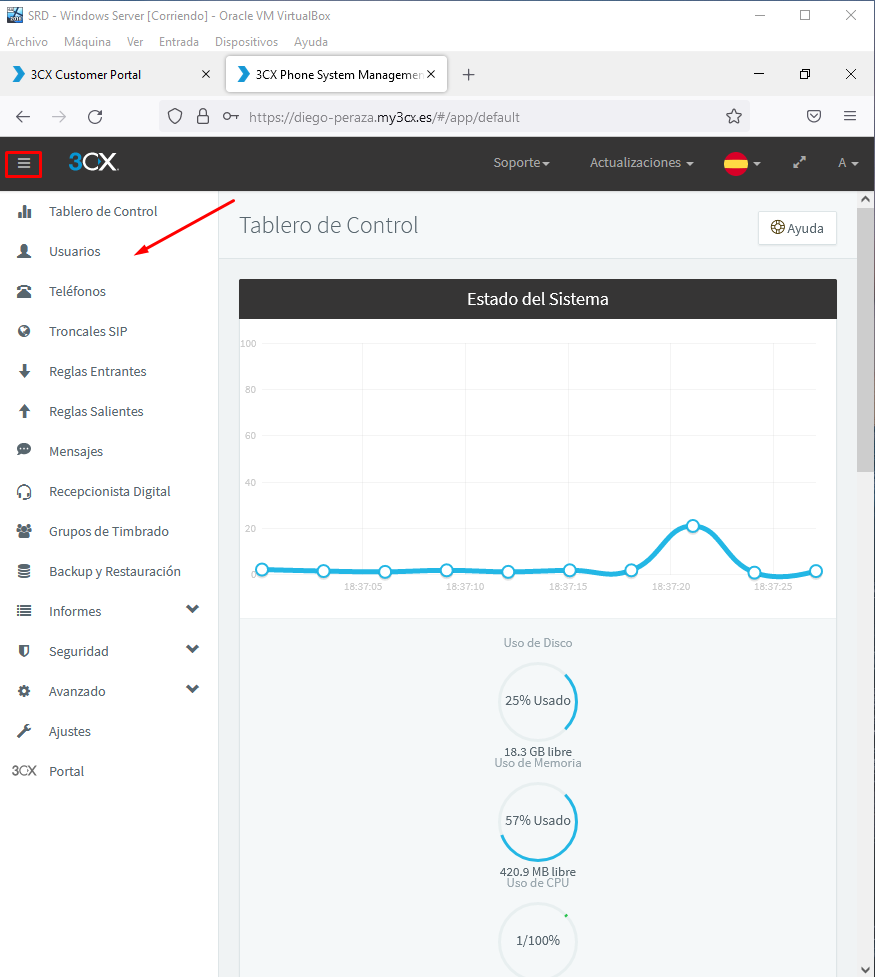 SRD - Windows Server [Corriendo] - Oracle VM VirtualBox
Archivo Máquina Ver Entrada Dispositivos Ayuda
3CX Customer Portal
3CX Phone System Managemen
https://diego-peraza.my3cx.es/#/app/default
3CX
Soporte
Actualizaciones
A
Tablero de Control
Usuarios
Teléfonos
Troncales SIP
Reglas Entrantes
Reglas Salientes
Mensajes
Recepcionista Digital
Grupos de Timbrado
Backup y Restauración
Informes
Seguridad
Avanzado
Ajustes
3CX Portal
Tablero de Control
Ayuda
Estado del Sistema
100
80
60
40
20
0
18:37:05 18:37:10 18:37:15 18:37:20 18:37:25
Uso de Disco
25% Usado
18.3 GB libre
Uso de Memoria
57% Usado
420.9 MB libre
Uso de CPU
1/100%